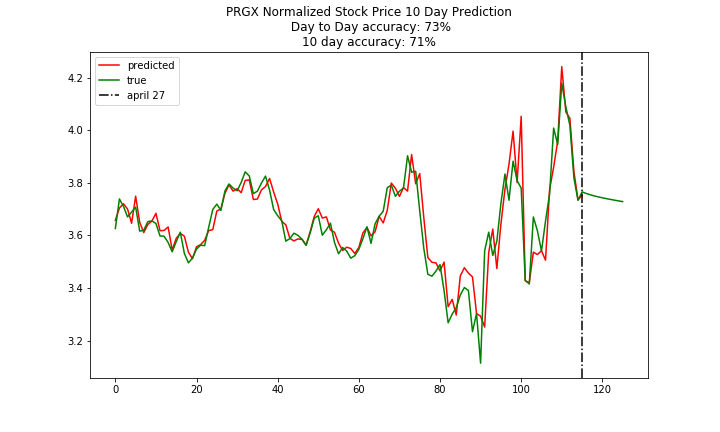 PRGX Normalized Stock Price 10 Day Prediction
Day to Day accuracy: 73%
10 day accuracy: 71%
predicted
true
april 27
4.2
4.0
3.8
3.6
3.4
3.2
0 20 40 60 80 100 120